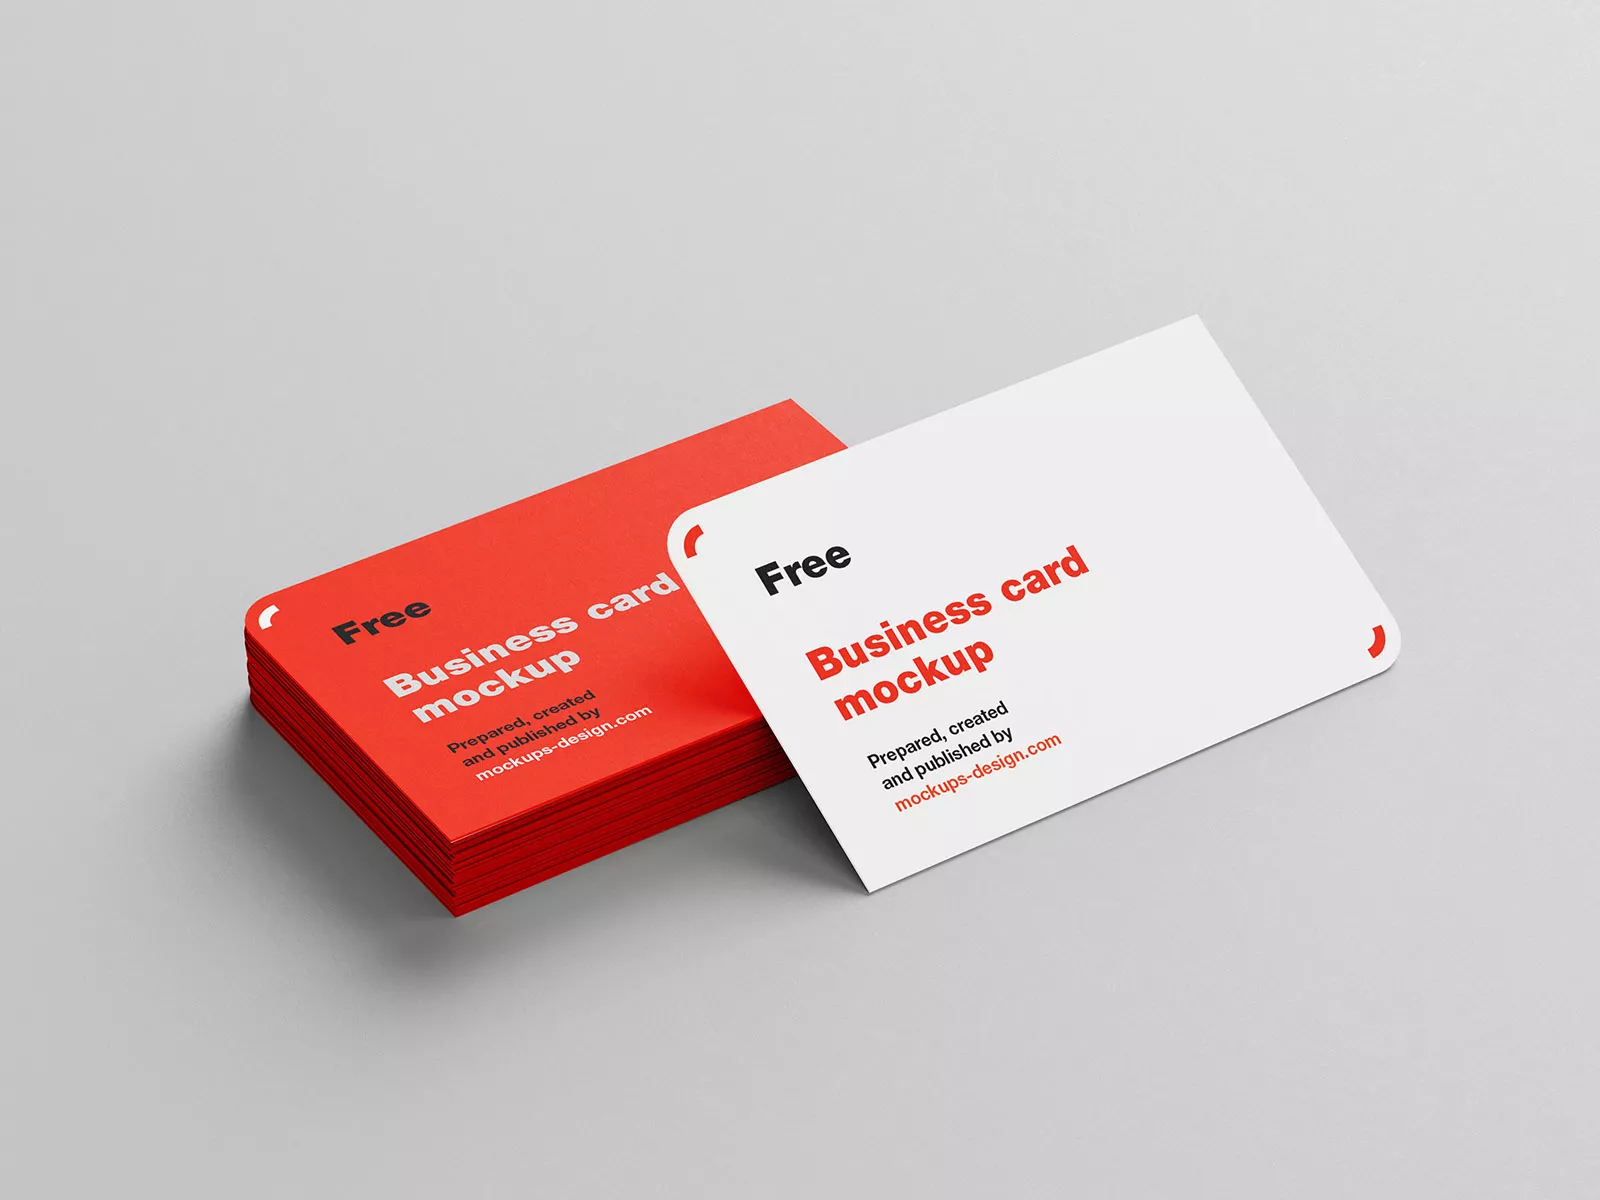 Free
Business card
mockup
Prepared, created
and published by
mockups-design.com
Free
Business card
mockup
Prepared, created
and published by
mockups-design.com